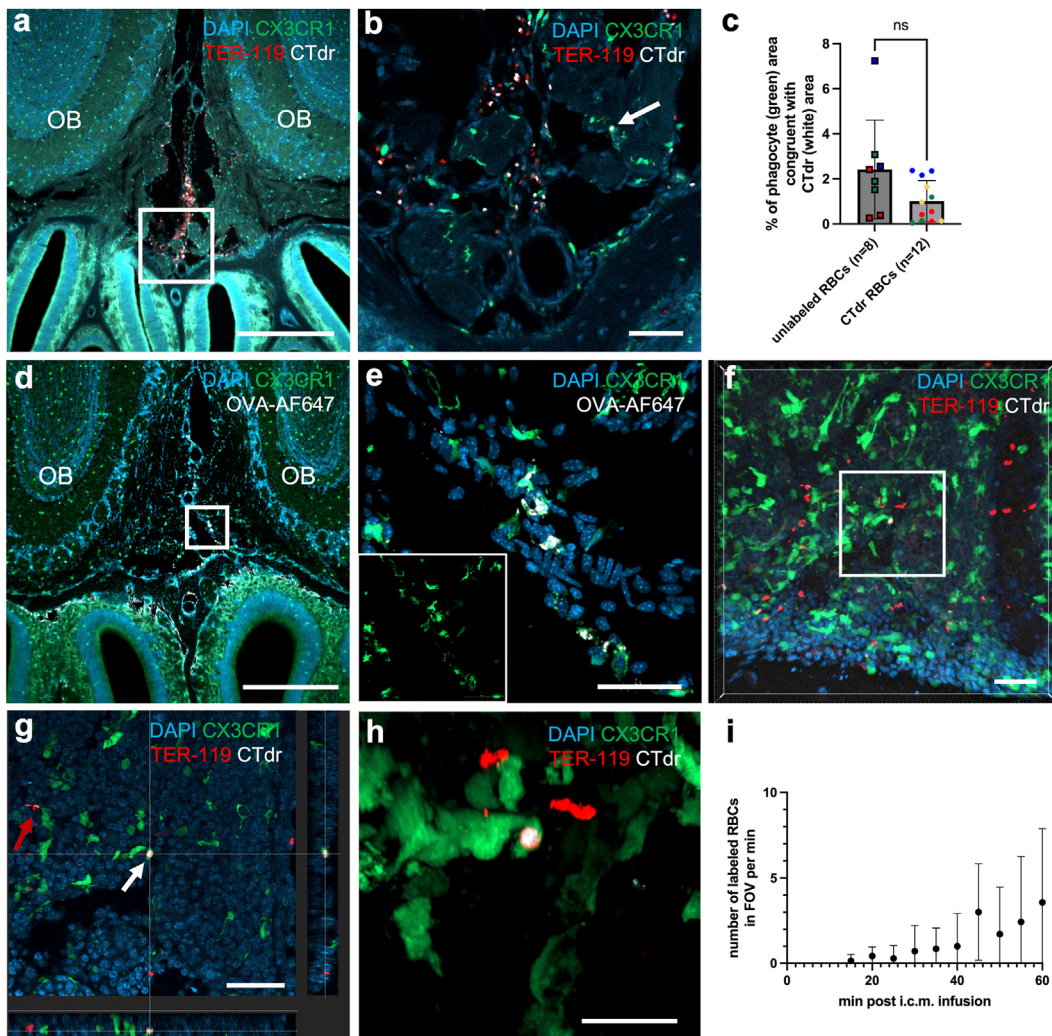 a
DAPI CX3CR1
TER-119 CTdr
OB
OB
b
DAPI CX3CR1
TER-119 CTdr
c
ns
% of phagocyte (green) area
congruent with
CTdr (white) area
8
6
4
2
0
unlabeled RBCs (n=8)
CTdr RBCs (n=12)
d
DAPI CX3CR1
OVA-AF647
OB
OB
e
DAPI CX3CR1
OVA-AF647
f
DAPI CX3CR1
TER-119 CTdr
g
DAPI CX3CR1
TER-119 CTdr
h
DAPI CX3CR1
TER-119 CTdr
i
number of labeled RBCs
in FOV per min
10
5
0
0
10
20
30
40
50
60
min post i.c.m. infusion